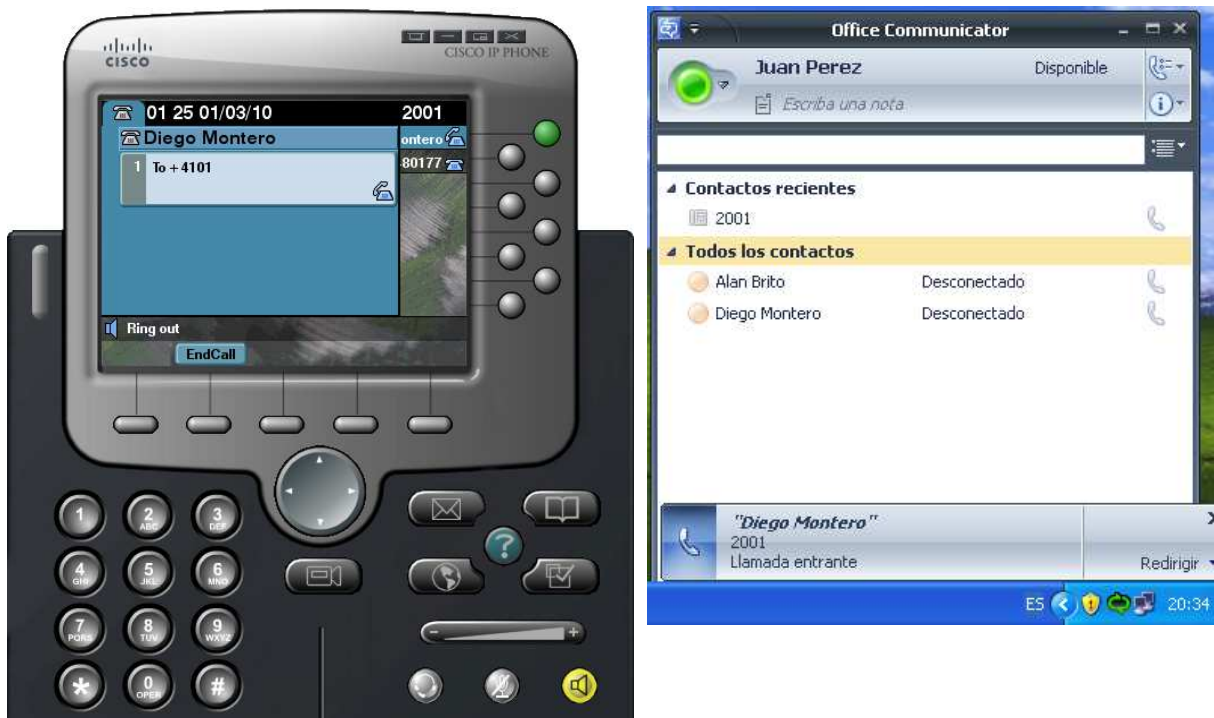 CISCO
CISCO IP PHONE
01 25 01/03/10 2001
Diego Montero
ontero
80177
1 To +4101
Ring out
EndCall
1
2 ABC
3 DEF
4 GHI
5 JKL
6 MNO
7 PQRS
8 TUV
9 WXYZ
*
0 OPER
#
?
- +
Office Communicator
Juan Perez Disponible
Escriba una nota
Contactos recientes
2001
Todos los contactos
Alan Brito Desconectado
Diego Montero Desconectado
"Diego Montero"
2001
Llamada entrante
Redirigir
ES 20:34